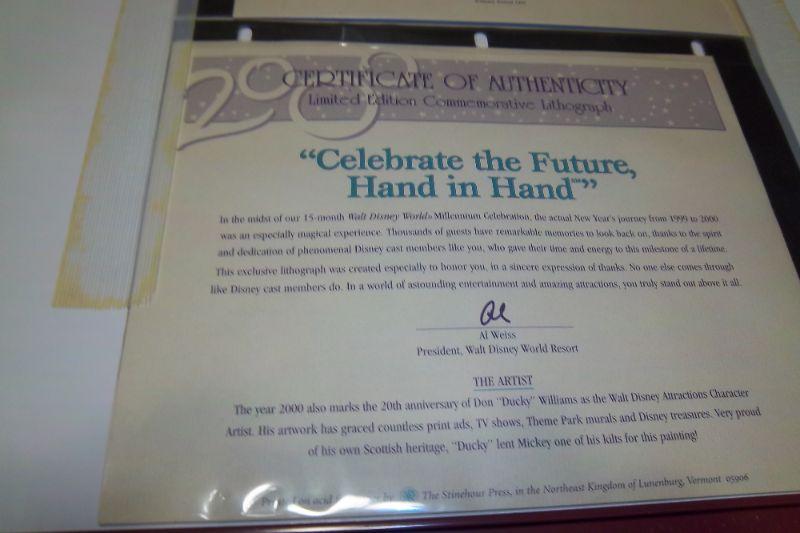 2000
CERTIFICATE OF AUTHENTICITY
Limited Edition Commemorative Lithograph
“Celebrate the Future,
Hand in Hand℠”
In the midst of our 15-month Walt Disney World® Millennium Celebration, the actual New Year's journey from 1999 to 2000
was an especially magical experience. Thousands of guests have remarkable memories to look back on, thanks to the spirit
and dedication of phenomenal Disney cast members like you, who gave their time and energy to this milestone of a lifetime.
This exclusive lithograph was created especially to honor you, in a sincere expression of thanks. No one else comes through
like Disney cast members do. In a world of astounding entertainment and amazing attractions, you truly stand out above it all.
Al
Al Weiss
President, Walt Disney World Resort
THE ARTIST
The year 2000 also marks the 20th anniversary of Don "Ducky" Williams as the Walt Disney Attractions Character
Artist. His artwork has graced countless print ads, TV shows, Theme Park murals and Disney treasures. Very proud
of his own Scottish heritage, "Ducky" lent Mickey one of his kilts for this painting!
on acid by The Stinehour Press, in the Northeast Kingdom of Lunenburg, Vermont 05906